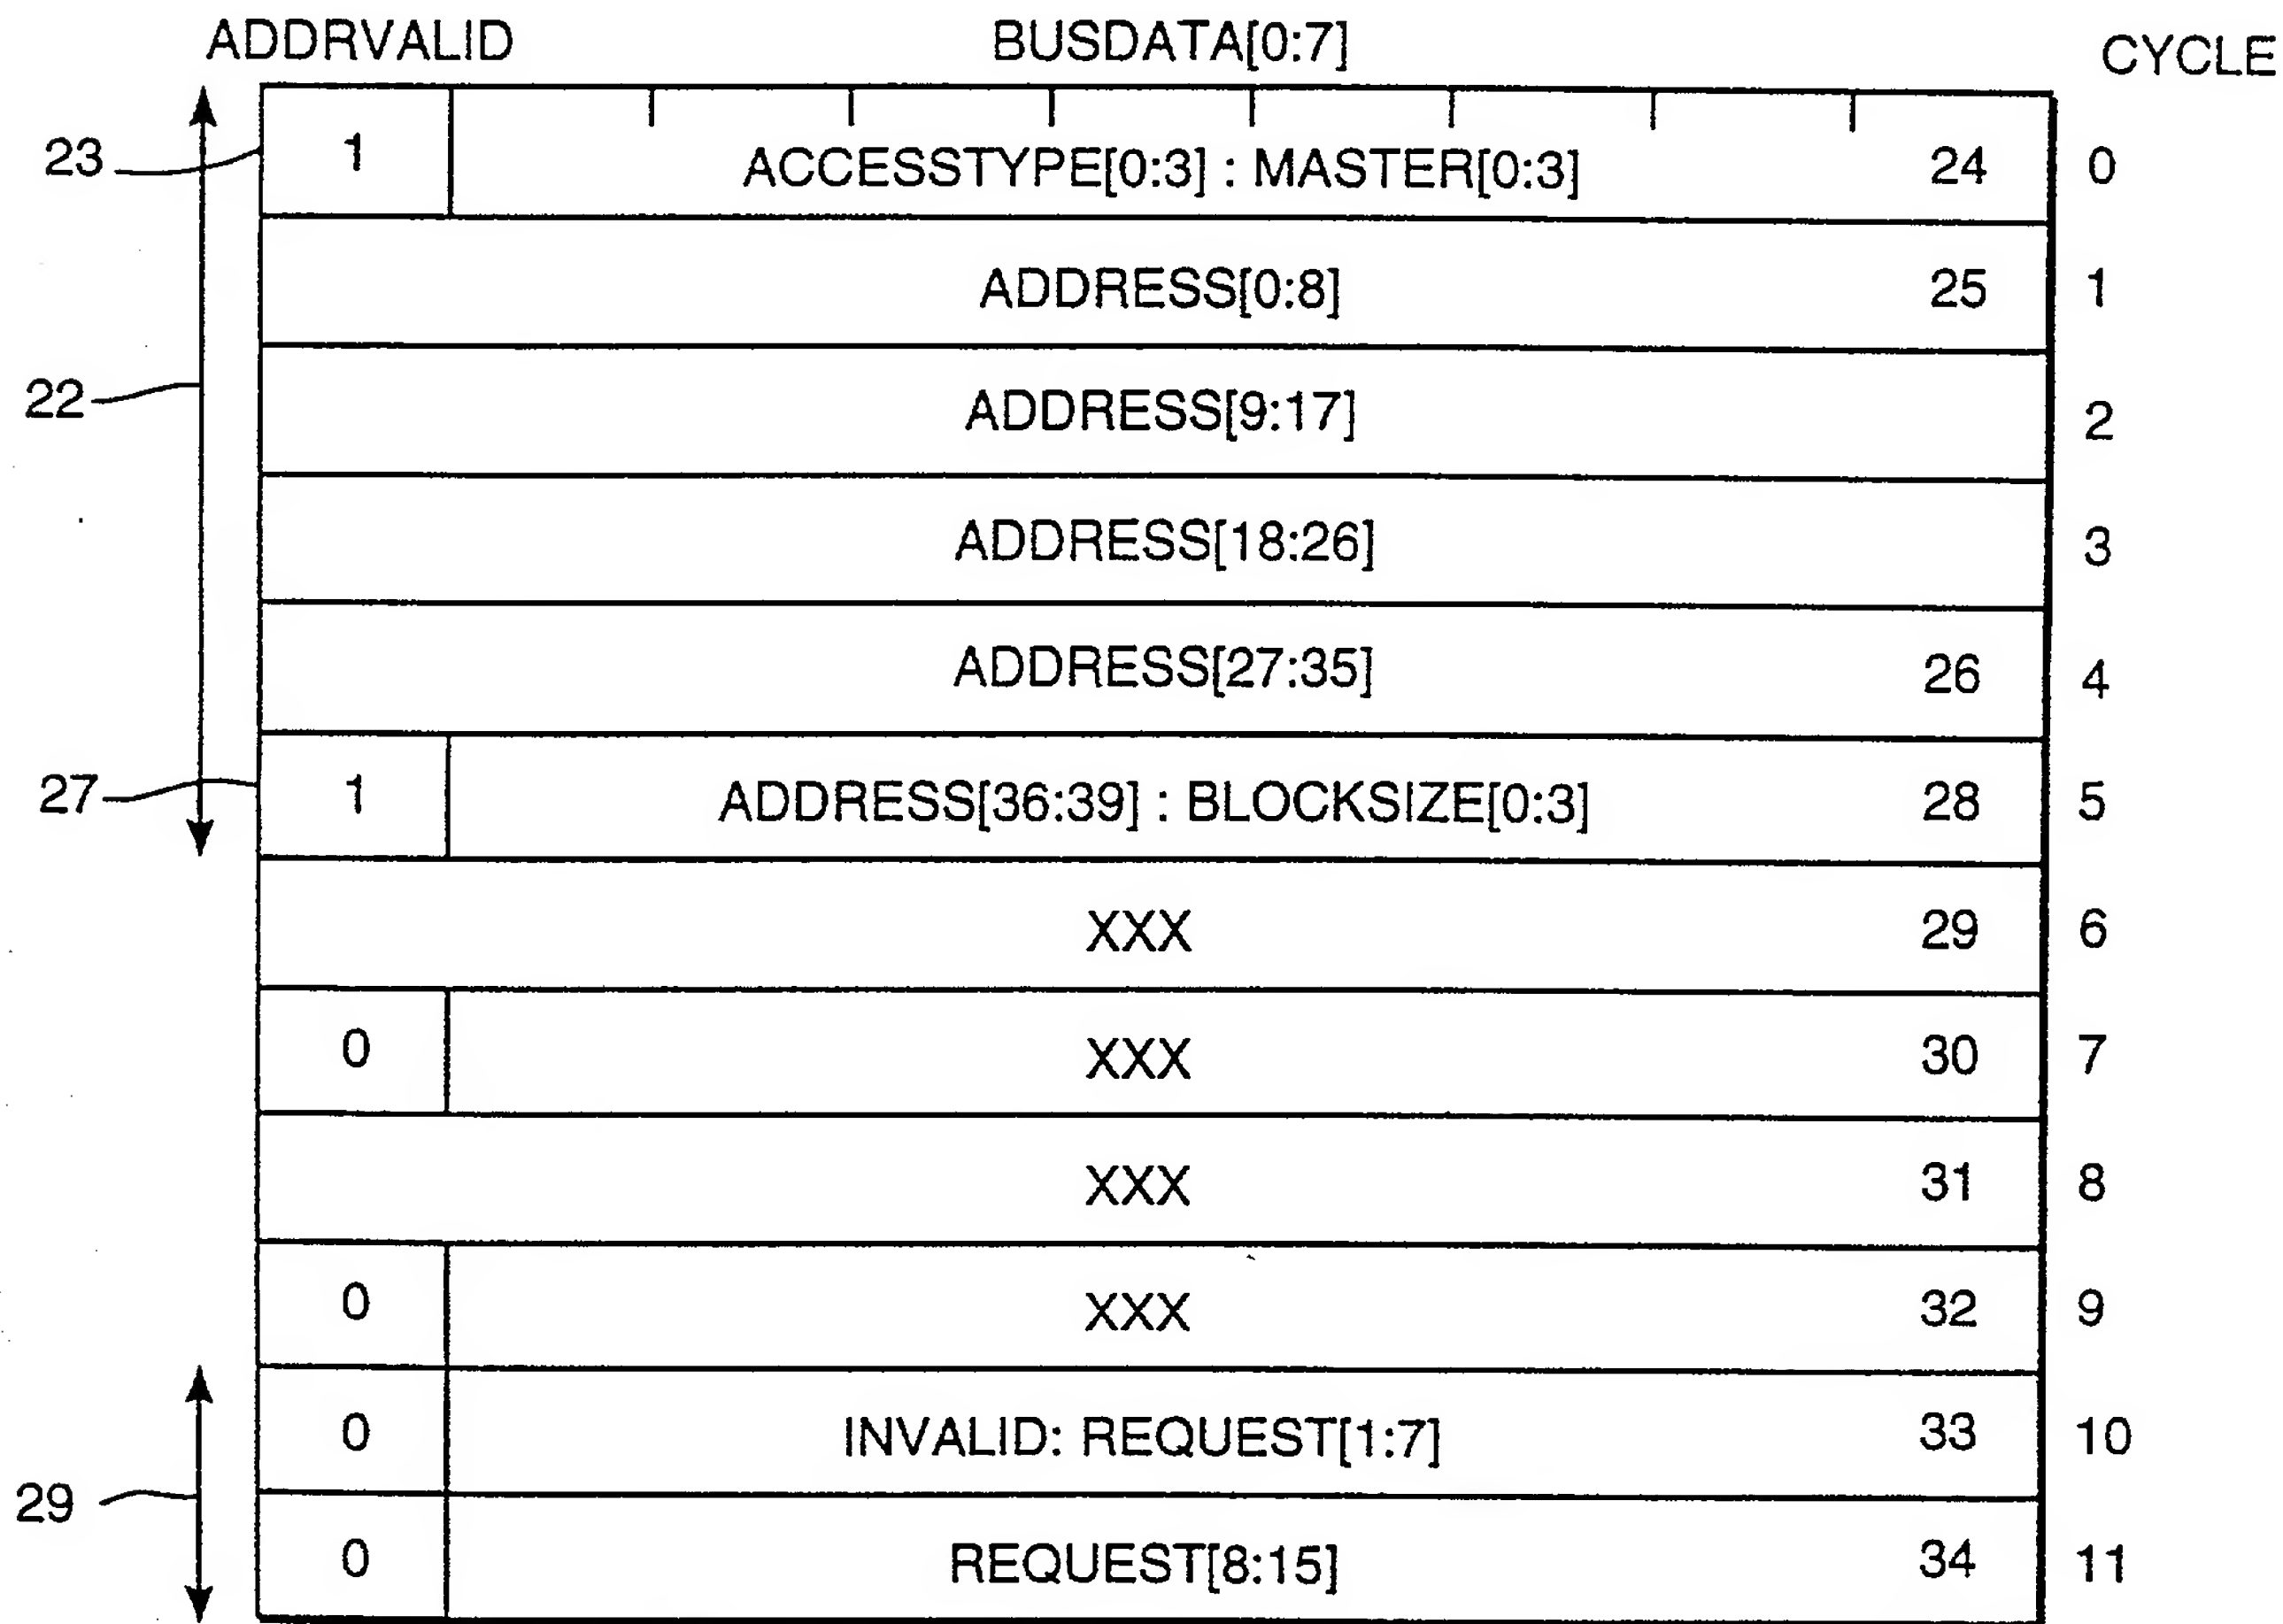 ADDRVALID BUSDATA[0:7] CYCLE
23 1 ACCESSTYPE[0:3] : MASTER[0:3] 24 0
ADDRESS[0:8] 25 1
22 ADDRESS[9:17] 2
ADDRESS[18:26] 3
ADDRESS[27:35] 26 4
27 1 ADDRESS[36:39] : BLOCKSIZE[0:3] 28 5
XXX 29 6
0 XXX 30 7
XXX 31 8
0 XXX 32 9
0 INVALID: REQUEST[1:7] 33 10
29
0 REQUEST[8:15] 34 11